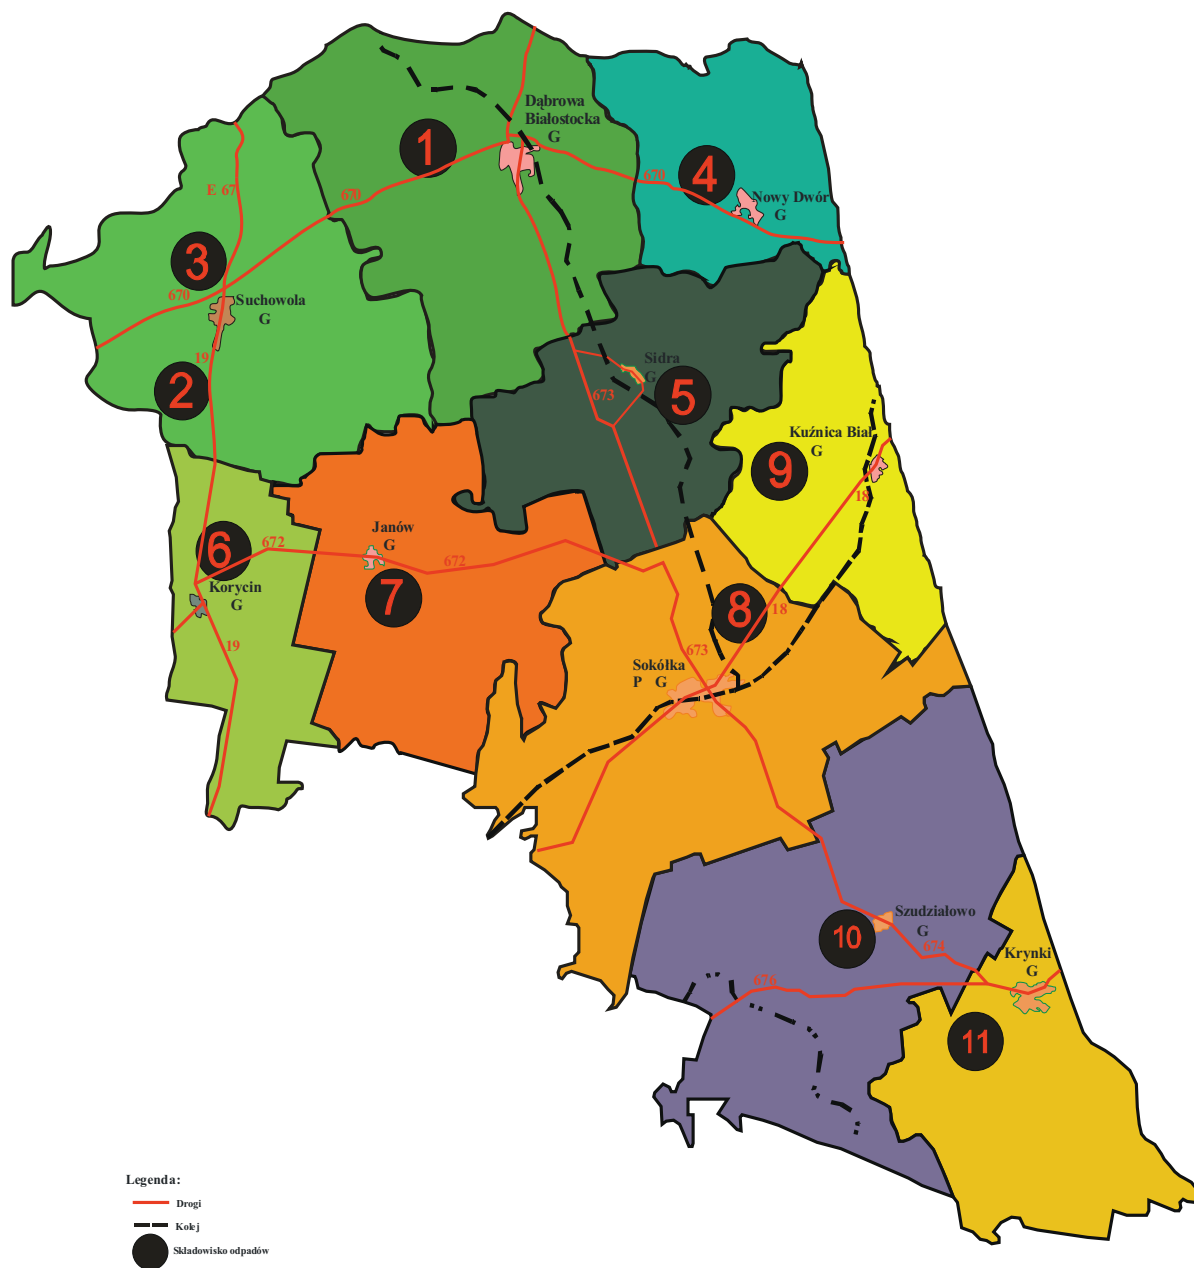 Dąbrowa
Białostocka
G
1
670
4
670
Nowy Dwór
G
E 67
670
3
670
Suchowola
G
19
2
Sidra
G
673
5
Kuźnica Biał.
G
9
18
6
672
Janów
G
672
7
Korycin
G
19
8
18
673
Sokółka
P G
Szudziałowo
G
10
674
Krynki
G
676
11
Legenda:
Drogi
Kolej
Składowisko odpadów